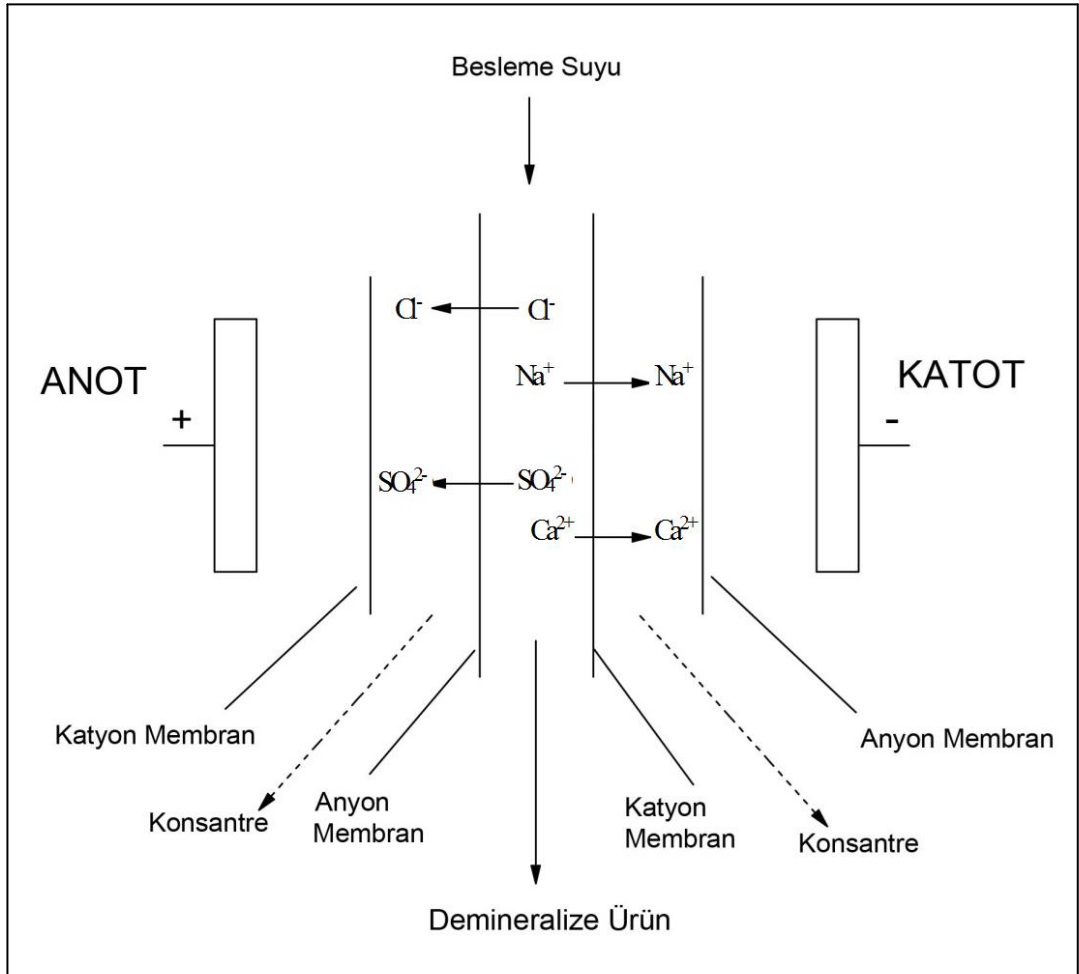 Besleme Suyu
Cl⁻ Cl⁻
Na⁺ Na⁺
ANOT KATOT
+ -
SO₄²⁻ SO₄²⁻
Ca²⁺ Ca²⁺
Katyon Membran
Anyon Membran
Konsantre
Anyon
Membran
Katyon
Membran
Konsantre
Demineralize Ürün